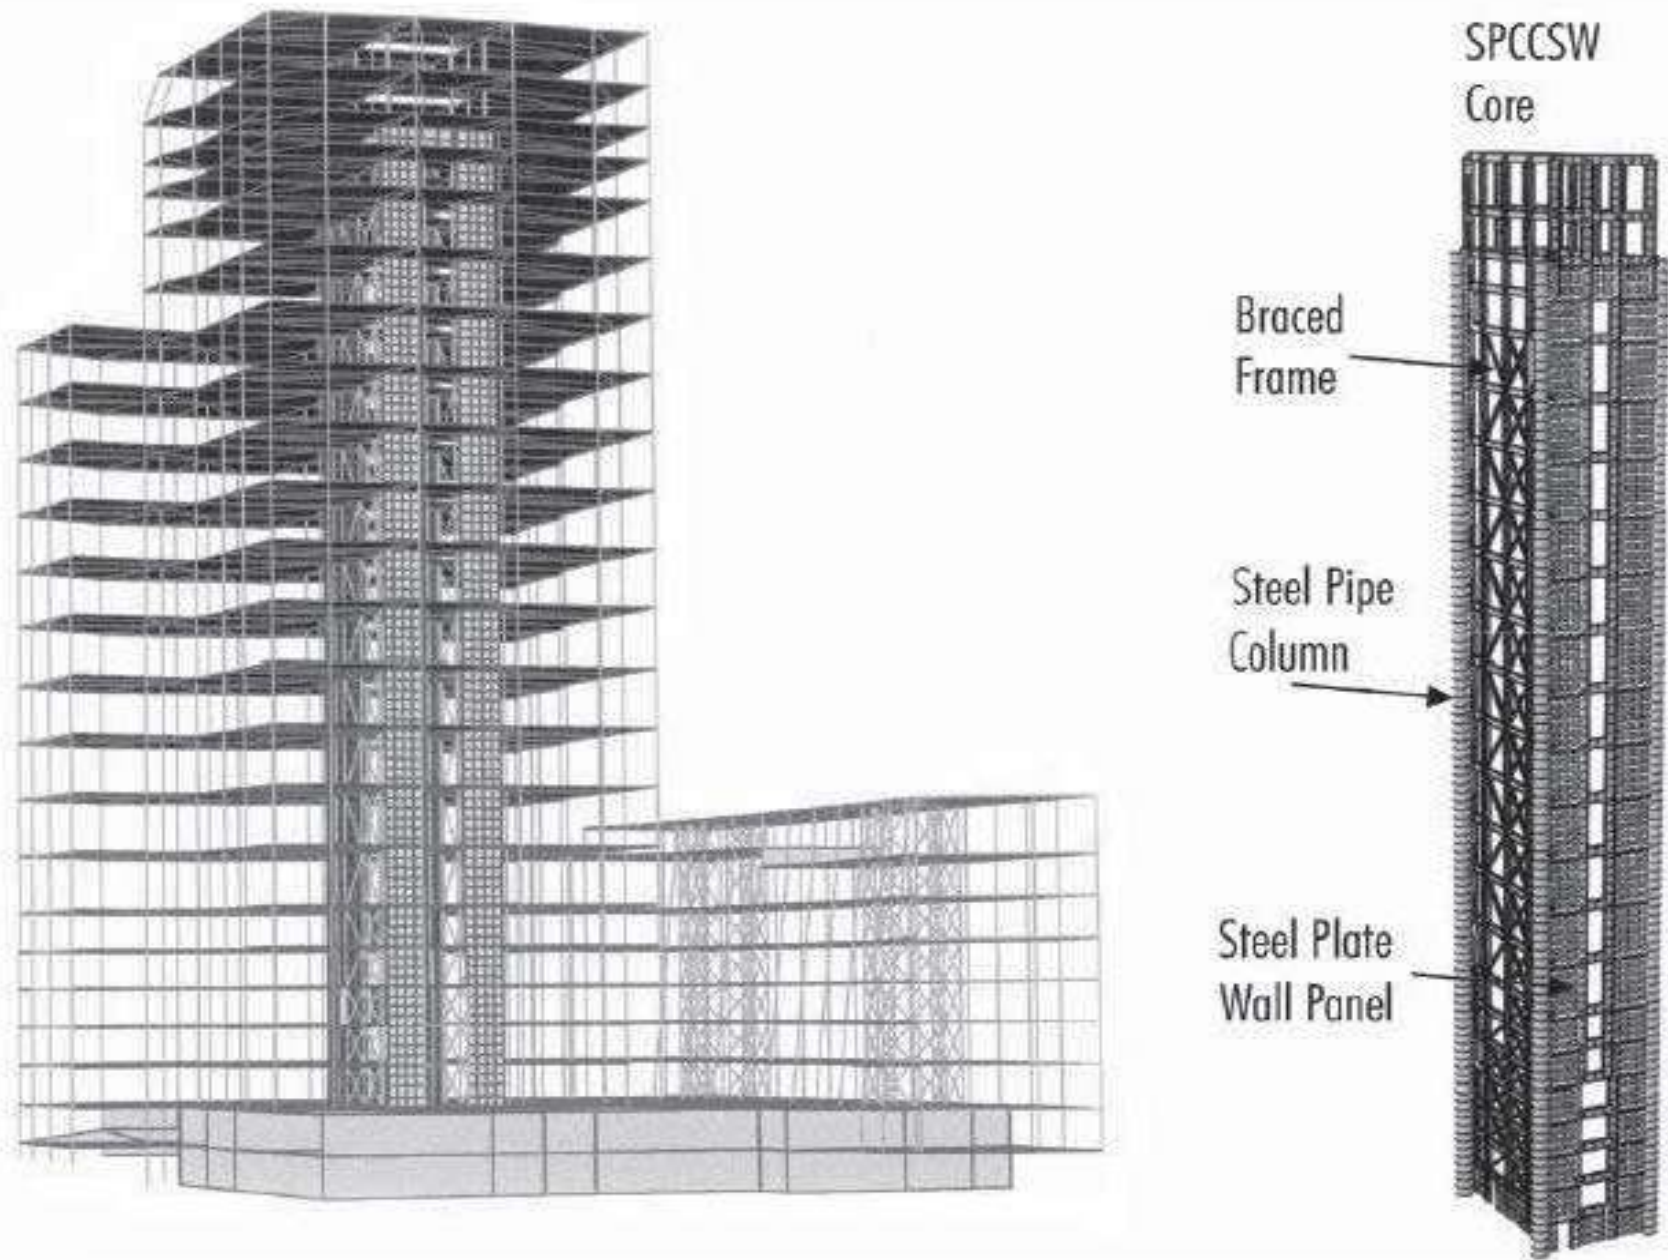 SPCCSW
Core
Braced
Frame
Steel Pipe
Column
Steel Plate
Wall Panel